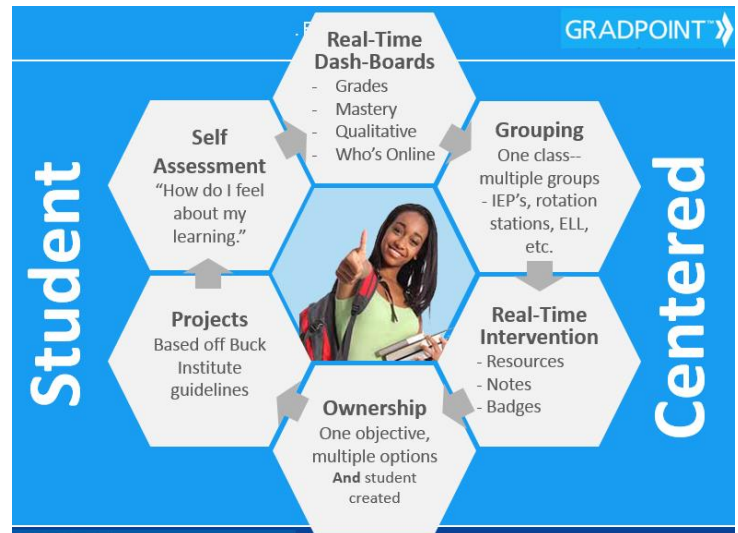 GRADPOINT™
Real-Time
Dash-Boards
- Grades
- Mastery
- Qualitative
- Who's Online
Grouping
One class--
multiple groups
- IEP's, rotation
stations, ELL,
etc.
Real-Time
Intervention
- Resources
- Notes
- Badges
Ownership
One objective,
multiple options
And student
created
Projects
Based off Buck
Institute
guidelines
Self
Assessment
"How do I feel
about my
learning."
Student
Centered